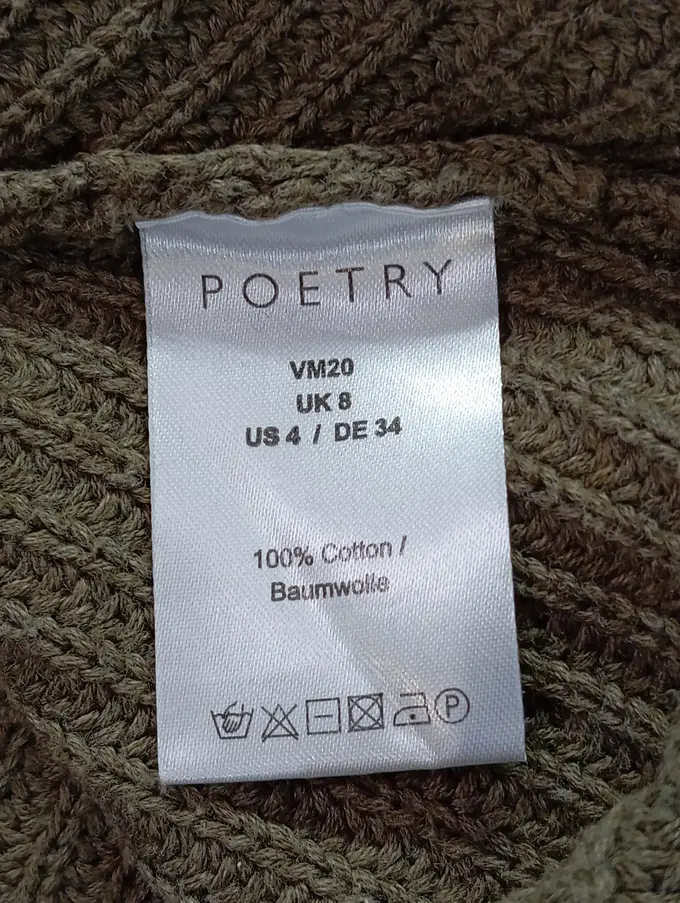 POETRY
VM20
UK 8
US 4 / DE 34
100% Cotton /
Baumwolle
P